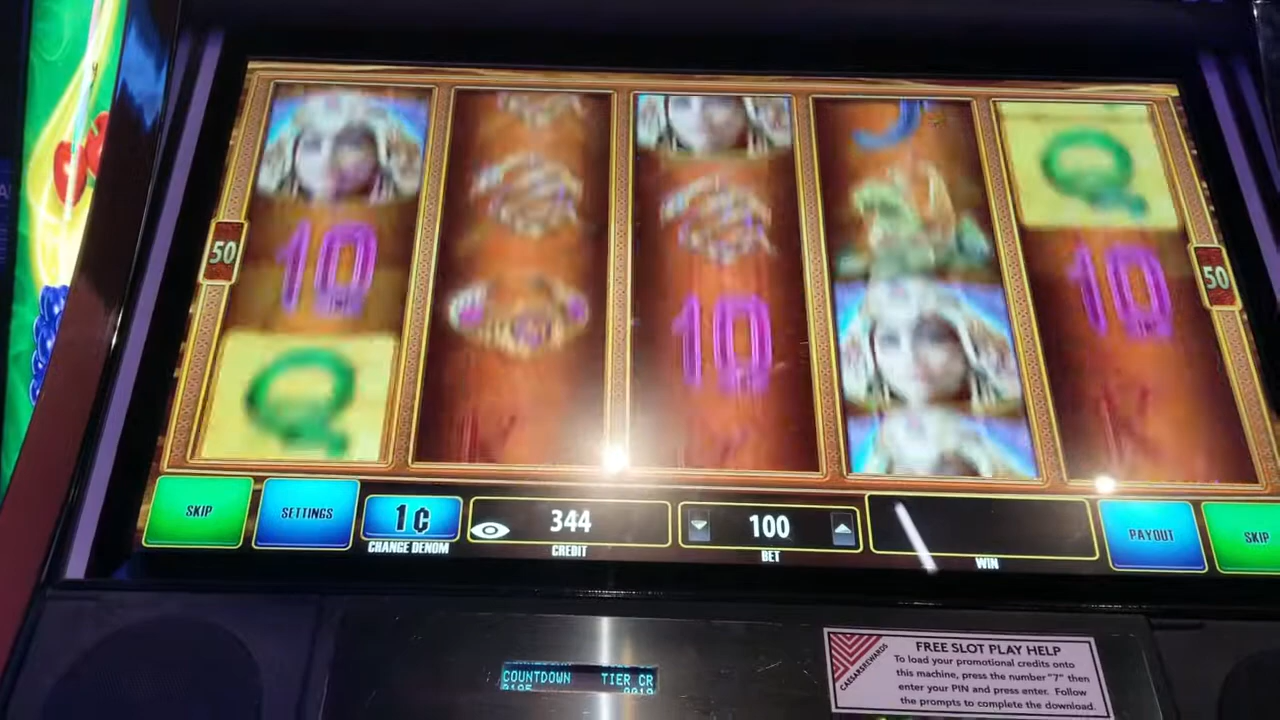 Q
10
10
10
50
50
Q
SKIP
SETTINGS
1¢
CHANGE DENOM
344
CREDIT
100
BET
WIN
PAYOUT
SKIP
COUNTDOWN TIER CR
CAESARS REWARDS
FREE SLOT PLAY HELP
To load your promotional credits onto
this machine, press the number "7" then
enter your PIN and press enter. Follow
the prompts to complete the download.